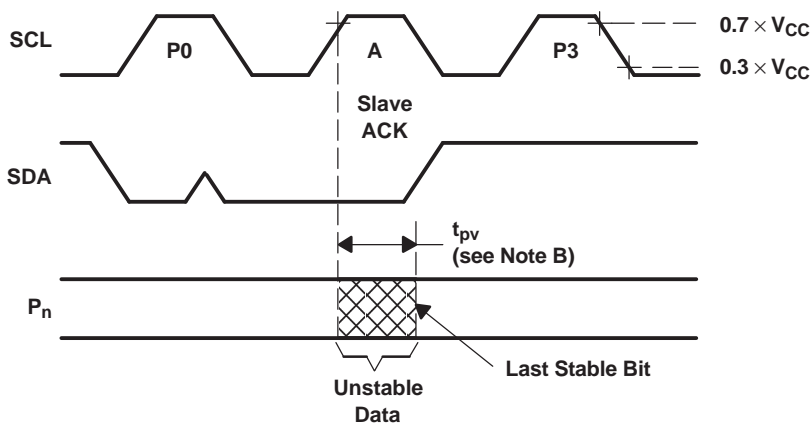 SCL
P0
A
P3
0.7 × VCC
0.3 × VCC
Slave
ACK
SDA
tpv
(see Note B)
Pn
Last Stable Bit
Unstable
Data